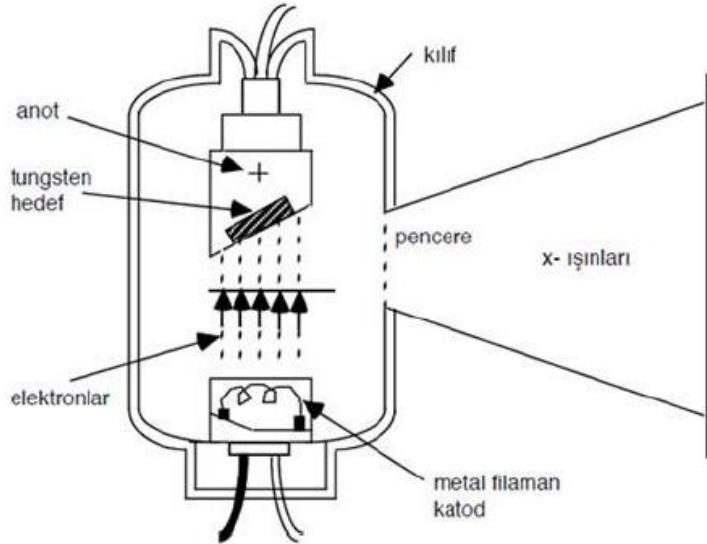 kılıf
anot
+
tungsten
hedef
pencere
x- ışınları
elektronlar
metal filaman
katod